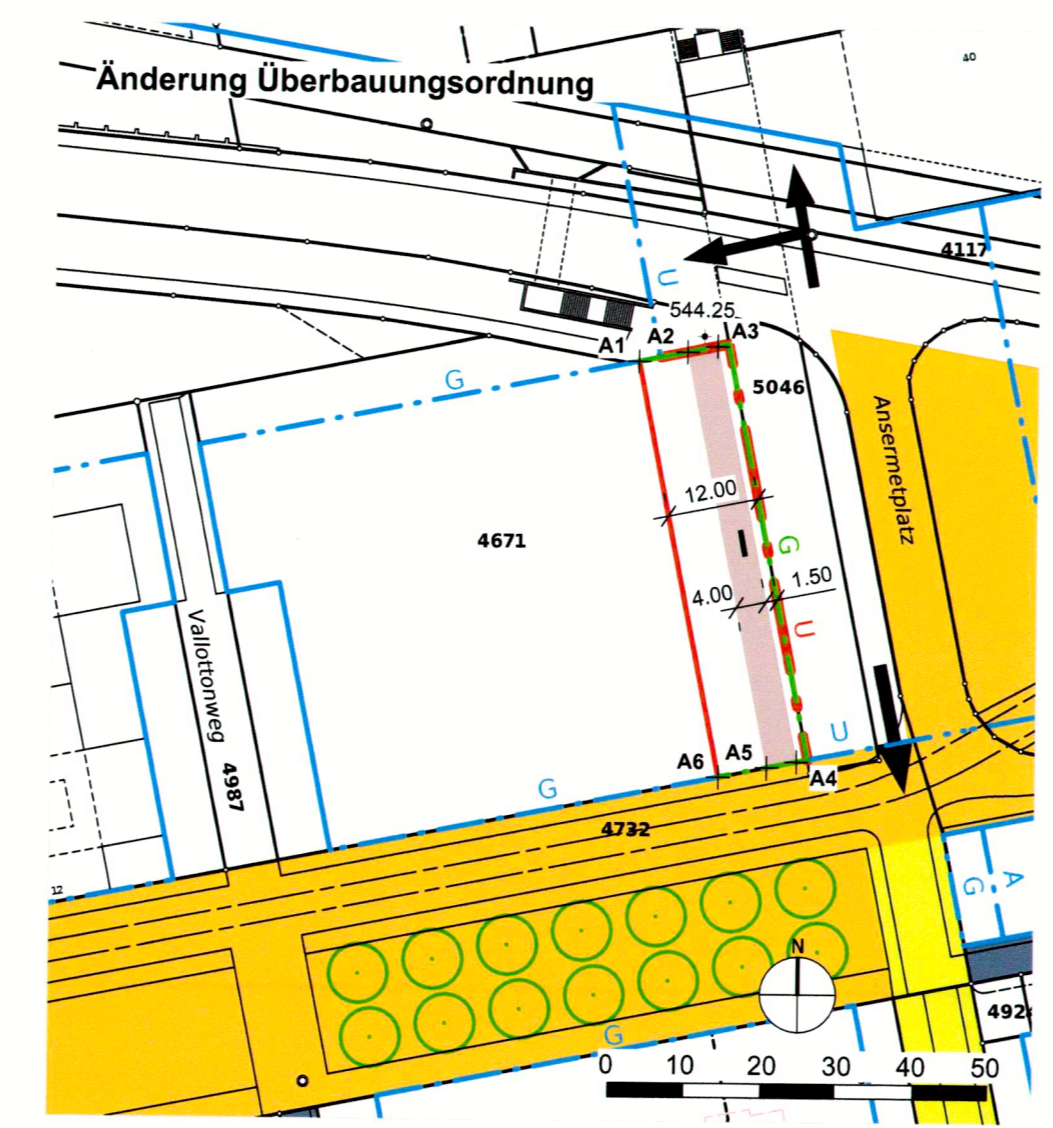 40
Änderung Überbauungsordnung
4117
U
544.25
A1
A2
A3
G
5046
Ansermetplatz
12.00
4671
G
4.00
1.50
Vallottonweg
U
4987
U
A6
A5
A4
G
4732
12
A
G
N
492
G
0 10 20 30 40 50